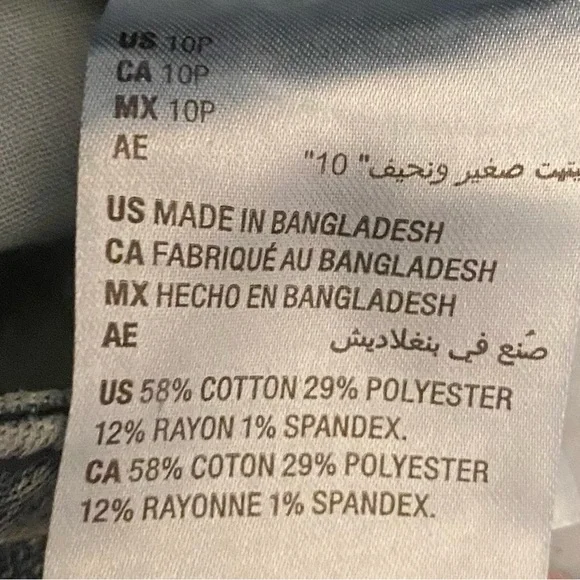 US 10P
CA 10P
MX 10P
AE صغير ونحيف" 10"
US MADE IN BANGLADESH
CA FABRIQUÉ AU BANGLADESH
MX HECHO EN BANGLADESH
AE صُنع في بنغلاديش
US 58% COTTON 29% POLYESTER
12% RAYON 1% SPANDEX.
CA 58% COTON 29% POLYESTER
12% RAYONNE 1% SPANDEX.